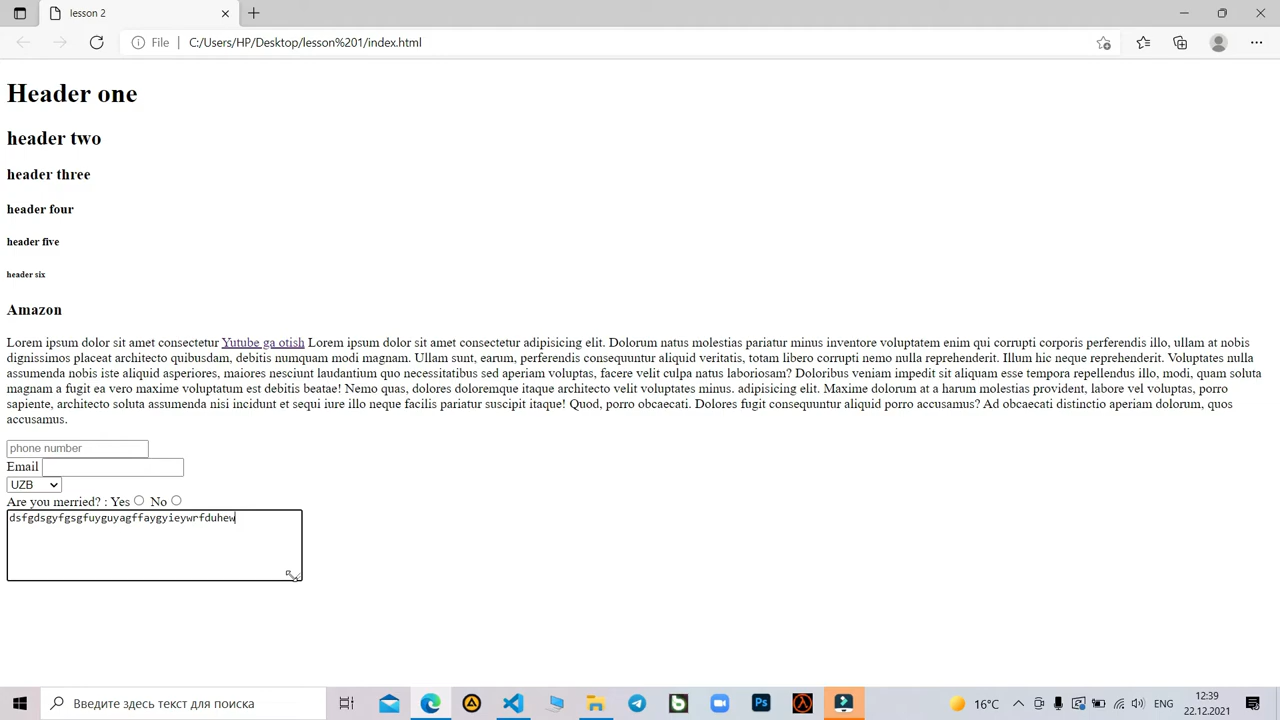 lesson 2
File
C:/Users/HP/Desktop/lesson%201/index.html
Header one
header two
header three
header four
header five
header six
Amazon
Lorem ipsum dolor sit amet consectetur Yutube ga otish Lorem ipsum dolor sit amet consectetur adipisicing elit. Dolorum natus molestias pariatur minus inventore voluptatem enim qui corrupti corporis perferendis illo, ullam at nobis
dignissimos placeat architecto quibusdam, debitis numquam modi magnam. Ullam sunt, earum, perferendis consequuntur aliquid veritatis, totam libero corrupti nemo nulla reprehenderit. Illum hic neque reprehenderit. Voluptates nulla
assumenda nobis iste aliquid asperiores, maiores nesciunt laudantium quo necessitatibus sed aperiam voluptas, facere velit culpa natus laboriosam? Doloribus veniam impedit sit aliquam esse tempora repellendus illo, modi, quam soluta
magnam a fugit ea vero maxime voluptatum est debitis beatae! Nemo quas, dolores doloremque itaque architecto velit voluptates minus. adipisicing elit. Maxime dolorum at a harum molestias provident, labore vel voluptas, porro
sapiente, architecto soluta assumenda nisi incidunt et sequi iure illo neque facilis pariatur suscipit itaque! Quod, porro obcaecati. Dolores fugit consequuntur aliquid porro accusamus? Ad obcaecati distinctio aperiam dolorum, quos
accusamus.
phone number
Email
UZB
Are you merried? : Yes No
dsfgdsgyfgsgfuyguyagffaygyieywrfduhew
Введите здесь текст для поиска
16°C
ENG
12:39
22.12.2021